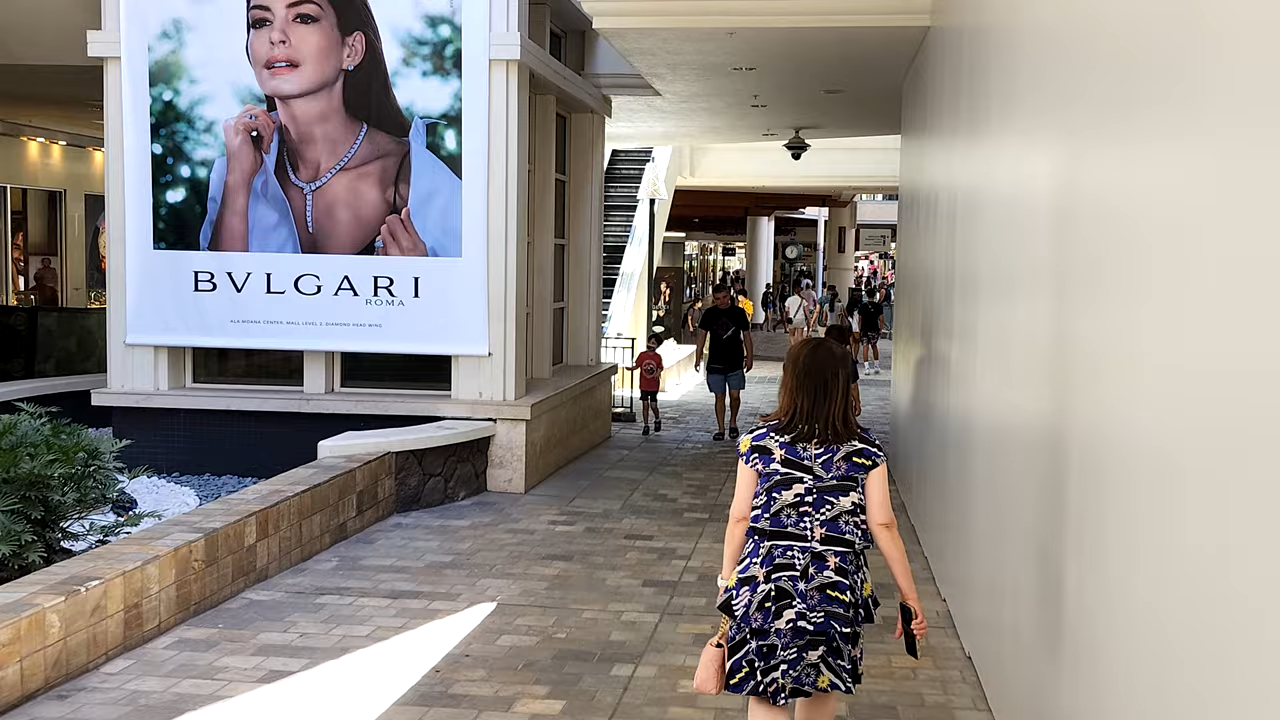 BVLGARI
ROMA
ALA MOANA CENTER, MALL LEVEL 2, DIAMOND HEAD WING